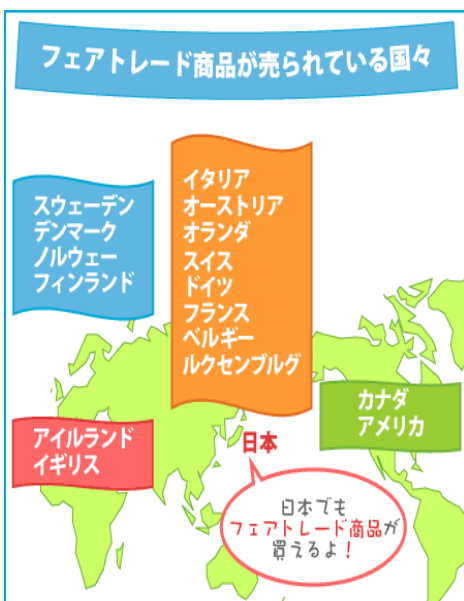 フェアトレード商品が売られている国々
スウェーデン
デンマーク
ノルウェー
フィンランド
イタリア
オーストリア
オランダ
スイス
ドイツ
フランス
ベルギー
ルクセンブルグ
カナダ
アメリカ
アイルランド
イギリス
日本
日本でも
フェアトレード商品が
買えるよ！